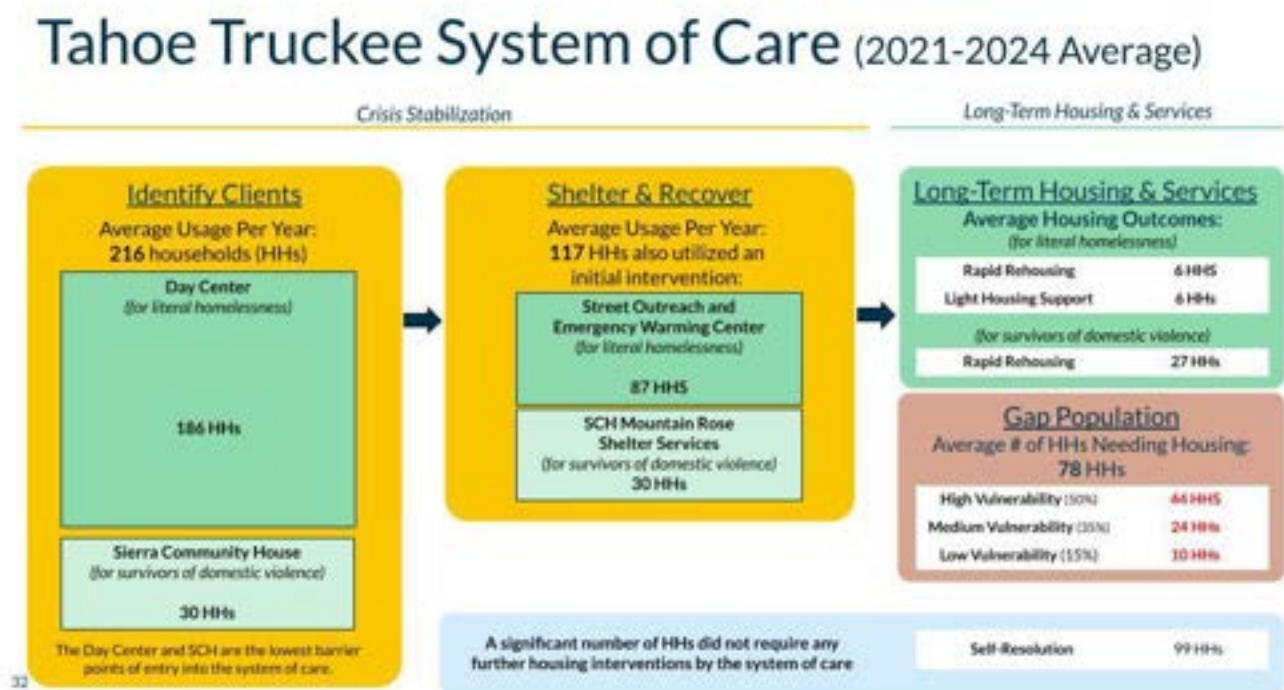 Tahoe Truckee System of Care (2021-2024 Average)
Crisis Stabilization
Long-Term Housing & Services
Identify Clients
Average Usage Per Year:
216 households (HHs)
Day Center
(for literal homelessness)
186 HHs
Sierra Community House
(for survivors of domestic violence)
30 HHs
The Day Center and SCH are the lowest barrier
points of entry into the system of care.
Shelter & Recover
Average Usage Per Year:
117 HHs also utilized an
initial intervention:
Street Outreach and
Emergency Warming Center
(for literal homelessness)
87 HHS
SCH Mountain Rose
Shelter Services
(for survivors of domestic violence)
30 HHs
Long-Term Housing & Services
Average Housing Outcomes:
(for literal homelessness)
Rapid Rehousing 6 HHS
Light Housing Support 6 HHs
(for survivors of domestic violence)
Rapid Rehousing 27 HHs
Gap Population
Average # of HHs Needing Housing:
78 HHs
High Vulnerability (50%) 44 HHS
Medium Vulnerability (35%) 24 HHs
Low Vulnerability (15%) 10 HHs
A significant number of HHs did not require any
further housing interventions by the system of care
Self-Resolution 99 HHs
32